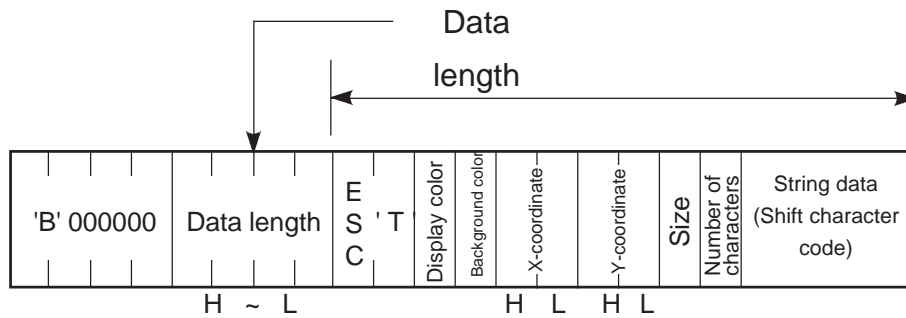 Data
length
'B' 000000
Data length
E
S
C
' T '
Display color
Background color
X-coordinate
Y-coordinate
Size
Number of
characters
String data
(Shift character
code)
H ~ L
H L
H L